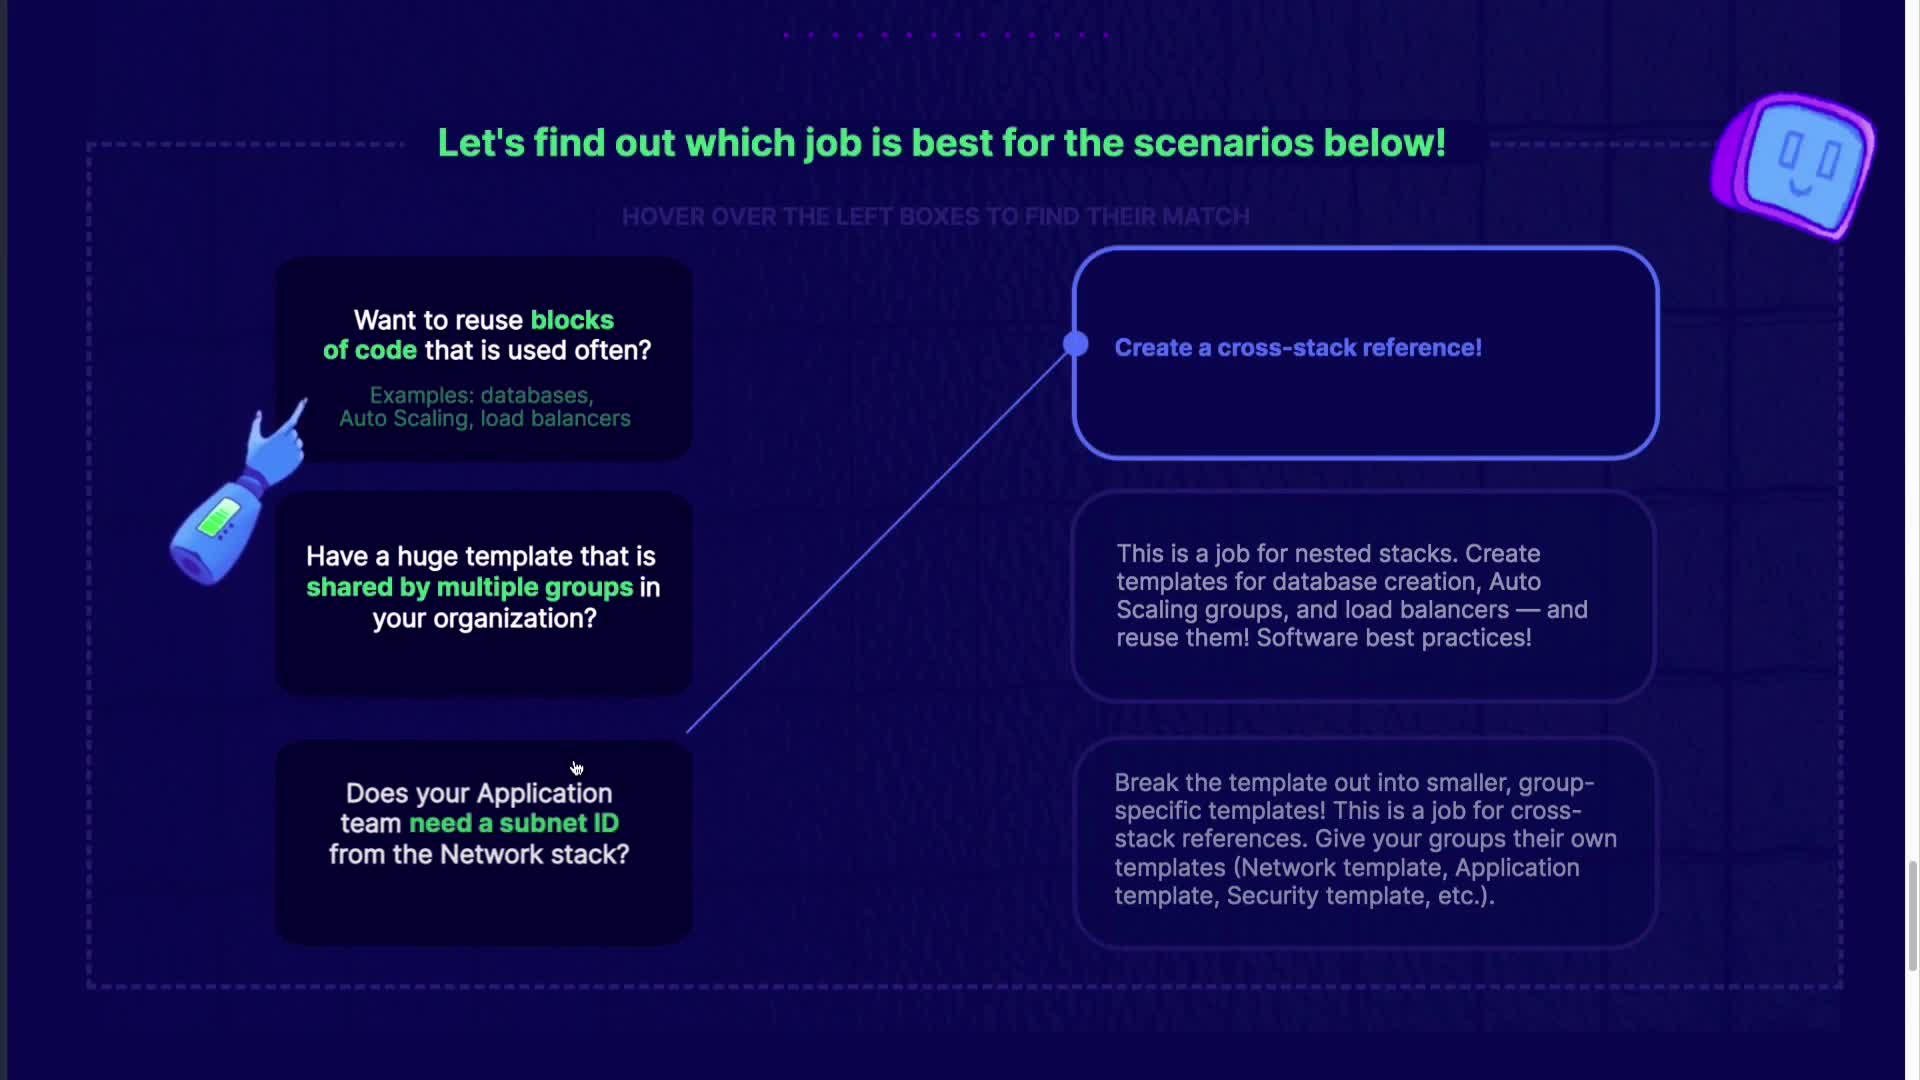 Let's find out which job is best for the scenarios below!
HOVER OVER THE LEFT BOXES TO FIND THEIR MATCH
Want to reuse blocks
of code that is used often?
Examples: databases,
Auto Scaling, load balancers
Create a cross-stack reference!
Have a huge template that is
shared by multiple groups in
your organization?
This is a job for nested stacks. Create
templates for database creation, Auto
Scaling groups, and load balancers — and
reuse them! Software best practices!
Does your Application
team need a subnet ID
from the Network stack?
Break the template out into smaller, group-
specific templates! This is a job for cross-
stack references. Give your groups their own
templates (Network template, Application
template, Security template, etc.).